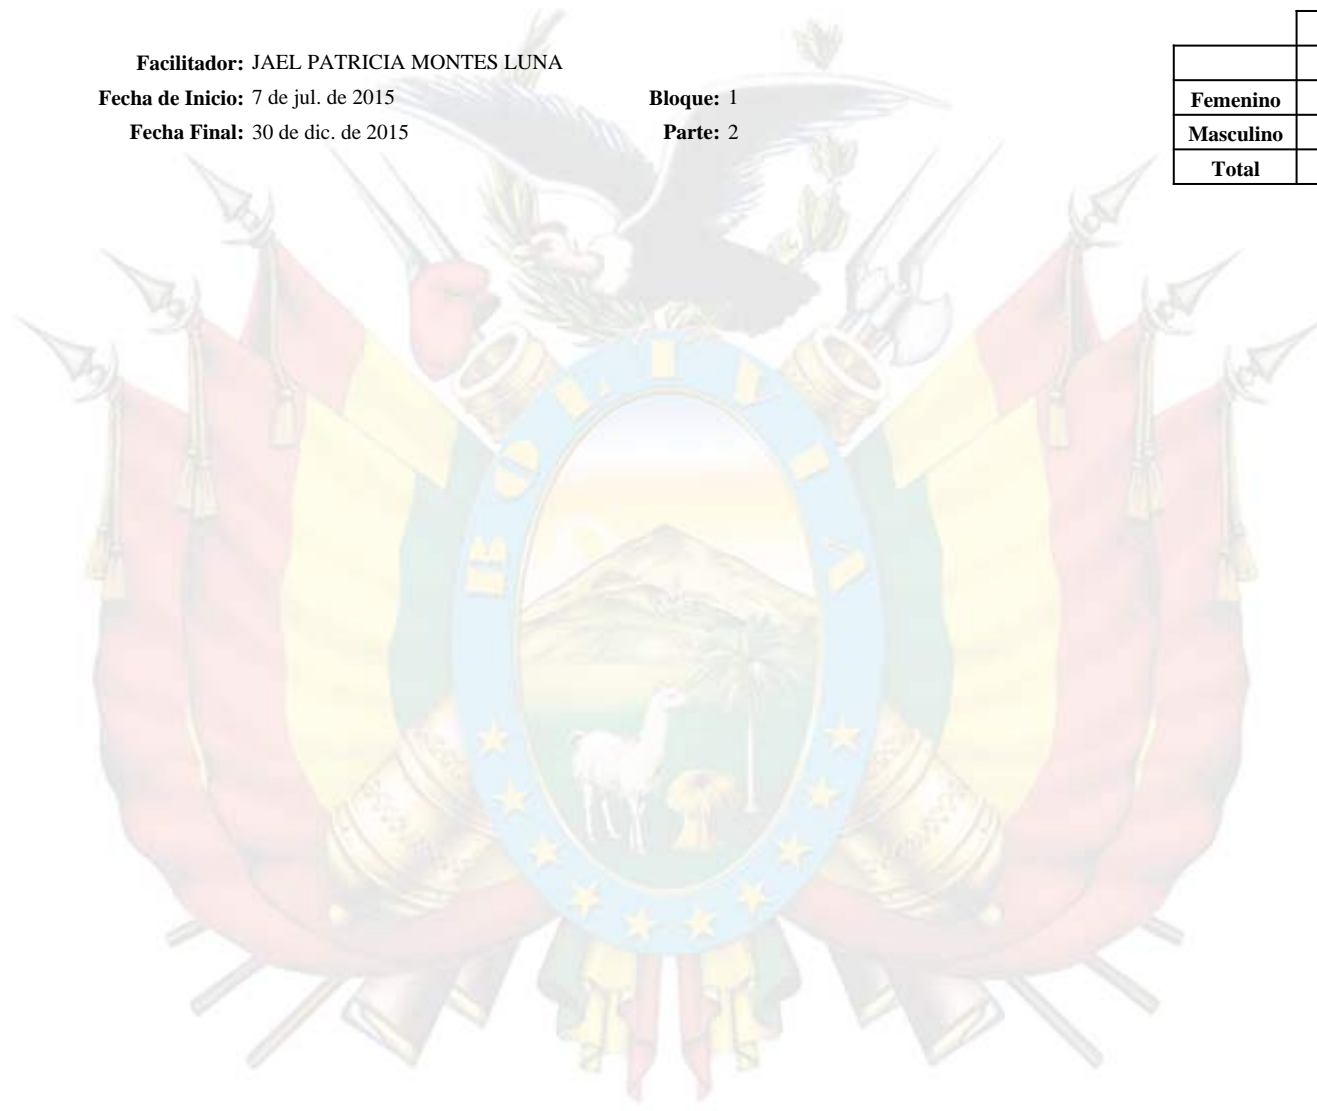 Facilitador: JAEL PATRICIA MONTES LUNA
Fecha de Inicio: 7 de jul. de 2015 Bloque: 1
Fecha Final: 30 de dic. de 2015 Parte: 2
Femenino
Masculino
Total
BOLIVIA